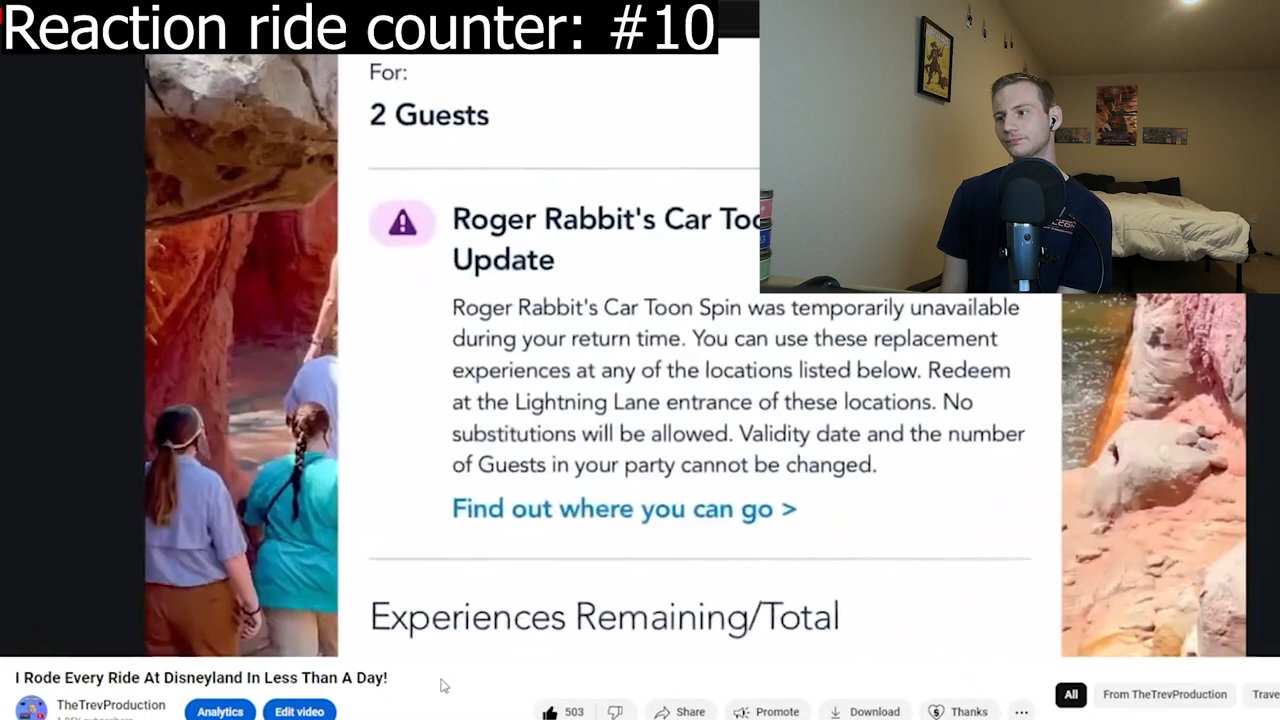 Reaction ride counter: #10
For:
2 Guests
Roger Rabbit's Car Too
Update
Roger Rabbit's Car Toon Spin was temporarily unavailable
during your return time. You can use these replacement
experiences at any of the locations listed below. Redeem
at the Lightning Lane entrance of these locations. No
substitutions will be allowed. Validity date and the number
of Guests in your party cannot be changed.
Find out where you can go >
Experiences Remaining/Total
I Rode Every Ride At Disneyland In Less Than A Day!
TheTrevProduction
Analytics
Edit video
503
Share
Promote
Download
Thanks
All
From TheTrevProduction
Trave